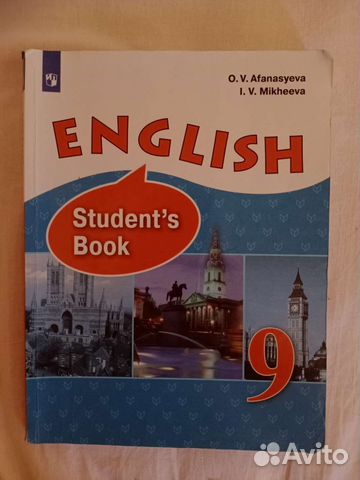 O. V. Afanasyeva
I. V. Mikheeva
ENGLISH
Student's
Book
9
Avito